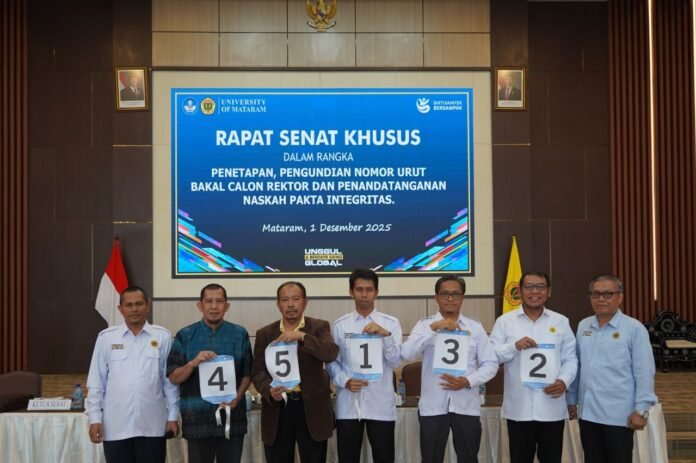 UNIVERSITY
OF MATARAM
DIKTISAINTEK
BERDAMPAK
RAPAT SENAT KHUSUS
DALAM RANGKA
PENETAPAN, PENGUNDIAN NOMOR URUT
BAKAL CALON REKTOR DAN PENANDATANGANAN
NASKAH PAKTA INTEGRITAS.
Mataram, 1 Desember 2025
UNGGUL
GLOBAL
4
5
1
3
2
KETUA SENAT